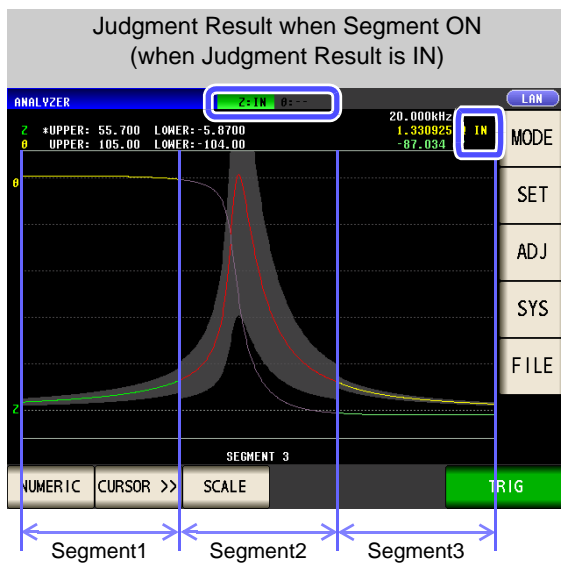 Judgment Result when Segment ON
(when Judgment Result is IN)
ANALYZER Z:IN θ:-- LAN
20.000kHz
Z *UPPER: 55.700 LOWER:-5.8700 1.330925 IN
θ UPPER: 105.00 LOWER:-104.00 -87.034
MODE
θ
SET
ADJ
SYS
FILE
Z
SEGMENT 3
NUMERIC CURSOR >> SCALE TRIG
Segment1 Segment2 Segment3